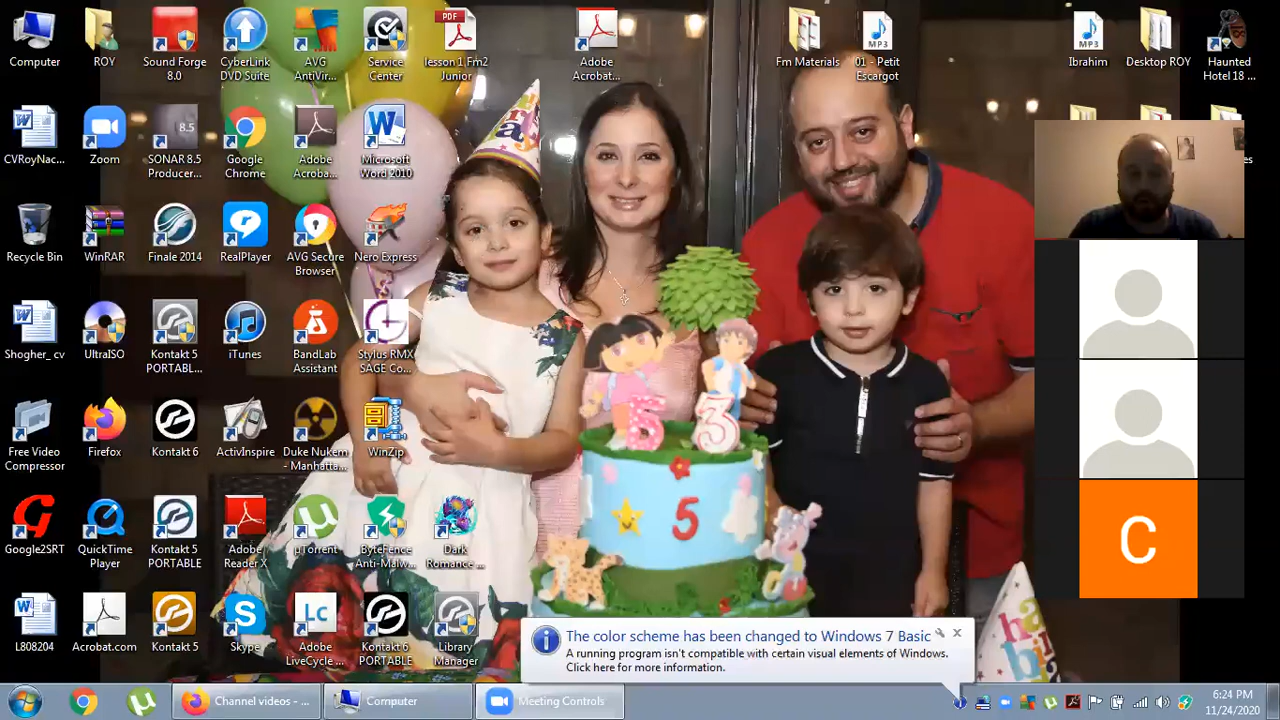 Computer
ROY
Sound Forge
8.0
CyberLink
DVD Suite
AVG
AntiVir...
Service
Center
PDF
lesson 1 Fm2
Junior
Adobe
Acrobat...
Fm Materials
MP3
01 - Petit
Escargot
MP3
Ibrahim
Desktop ROY
Haunted
Hotel 18 ...
CVRoyNac...
Zoom
8.5
SONAR 8.5
Producer...
Google
Chrome
Adobe
Acroba...
Microsoft
Word 2010
Recycle Bin
WinRAR
Finale 2014
RealPlayer
AVG Secure
Browser
Nero Express
Shogher_ cv
UltraISO
Kontakt 5
PORTABL...
iTunes
BandLab
Assistant
Stylus RMX
SAGE Co...
Free Video
Compressor
Firefox
Kontakt 6
ActivInspire
Duke Nukem
- Manhatta...
WinZip
5
3
5
C
Google2SRT
QuickTime
Player
Kontakt 5
PORTABLE
Adobe
Reader X
µTorrent
ByteFence
Anti-Malw...
Dark
Romance ...
L808204
Acrobat.com
Kontakt 5
Skype
Lc
Adobe
LiveCycle ...
Kontakt 6
PORTABLE
Library
Manager
The color scheme has been changed to Windows 7 Basic
A running program isn't compatible with certain visual elements of Windows.
Click here for more information.
Channel videos - ...
Computer
Meeting Controls
6:24 PM
11/24/2020